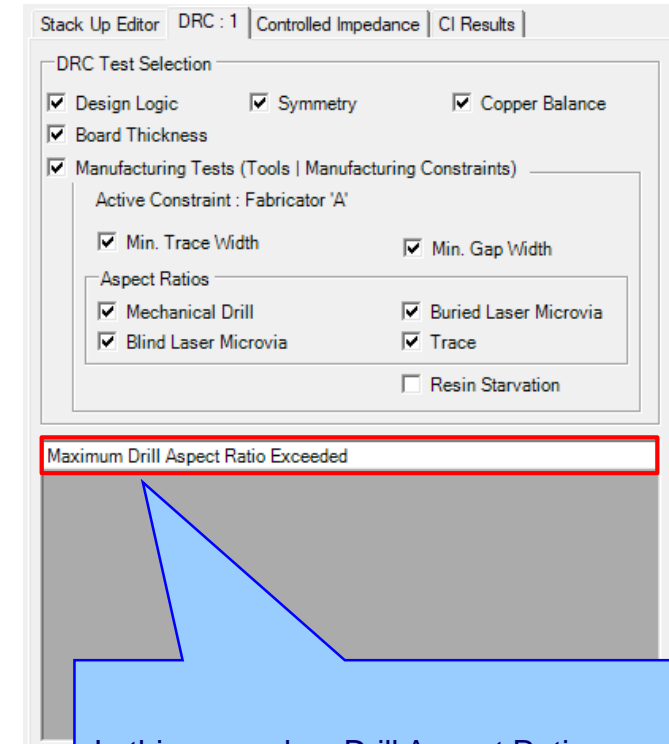 Stack Up Editor DRC : 1 Controlled Impedance CI Results
DRC Test Selection
Design Logic Symmetry Copper Balance
Board Thickness
Manufacturing Tests (Tools | Manufacturing Constraints)
Active Constraint : Fabricator 'A'
Min. Trace Width Min. Gap Width
Aspect Ratios
Mechanical Drill Buried Laser Microvia
Blind Laser Microvia Trace
Resin Starvation
Maximum Drill Aspect Ratio Exceeded